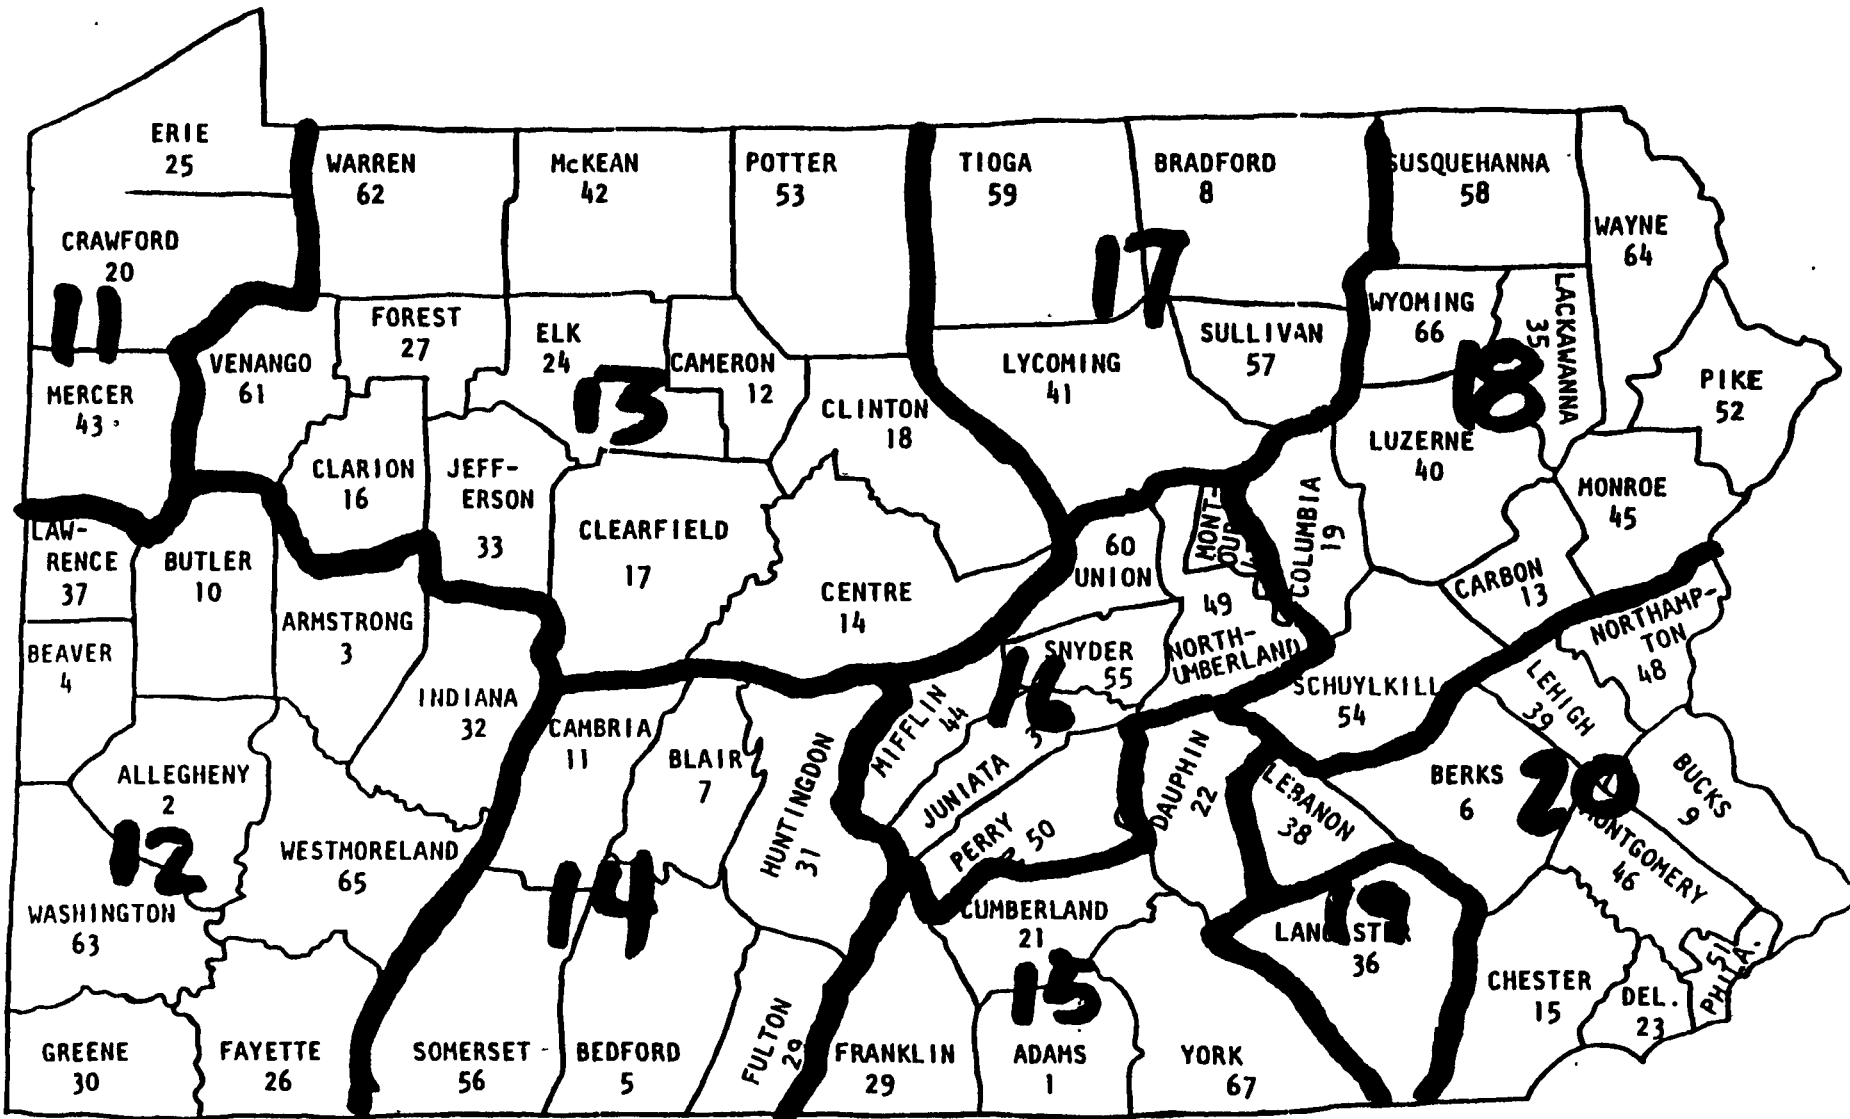 ERIE
25
CRAWFORD
20
11
MERCER
43
WARREN
62
McKEAN
42
POTTER
53
TIOGA
59
BRADFORD
8
17
SUSQUEHANNA
58
WAYNE
64
WYOMING
66
LACKAWANNA
35
18
PIKE
52
VENANGO
61
FOREST
27
ELK
24
13
CAMERON
12
CLINTON
18
LYCOMING
41
SULLIVAN
57
LUZERNE
40
MONROE
45
CLARION
16
JEFF-
ERSON
33
CLEARFIELD
17
CENTRE
14
60
UNION
MONT-
OUR
COLUMBIA
19
CARBON
13
NORTHAMP-
TON
48
LAW-
RENCE
37
BUTLER
10
ARMSTRONG
3
BEAVER
4
INDIANA
32
SNYDER
55
49
NORTH-
UMBERLAND
SCHUYLKILL
54
LEHIGH
39
ALLEGHENY
2
12
WESTMORELAND
65
CAMBRIA
11
BLAIR
7
HUNTINGDON
31
MIFFLIN
44
16
JUNIATA
PERRY
50
DAUPHIN
22
LEBANON
38
BERKS
6
20
BUCKS
9
MONTGOMERY
46
WASHINGTON
63
14
CUMBERLAND
21
15
19
LANCASTER
36
CHESTER
15
DEL.
23
PHILA.
51
GREENE
30
FAYETTE
26
SOMERSET
56
BEDFORD
5
FULTON
29
FRANKLIN
29
ADAMS
1
YORK
67